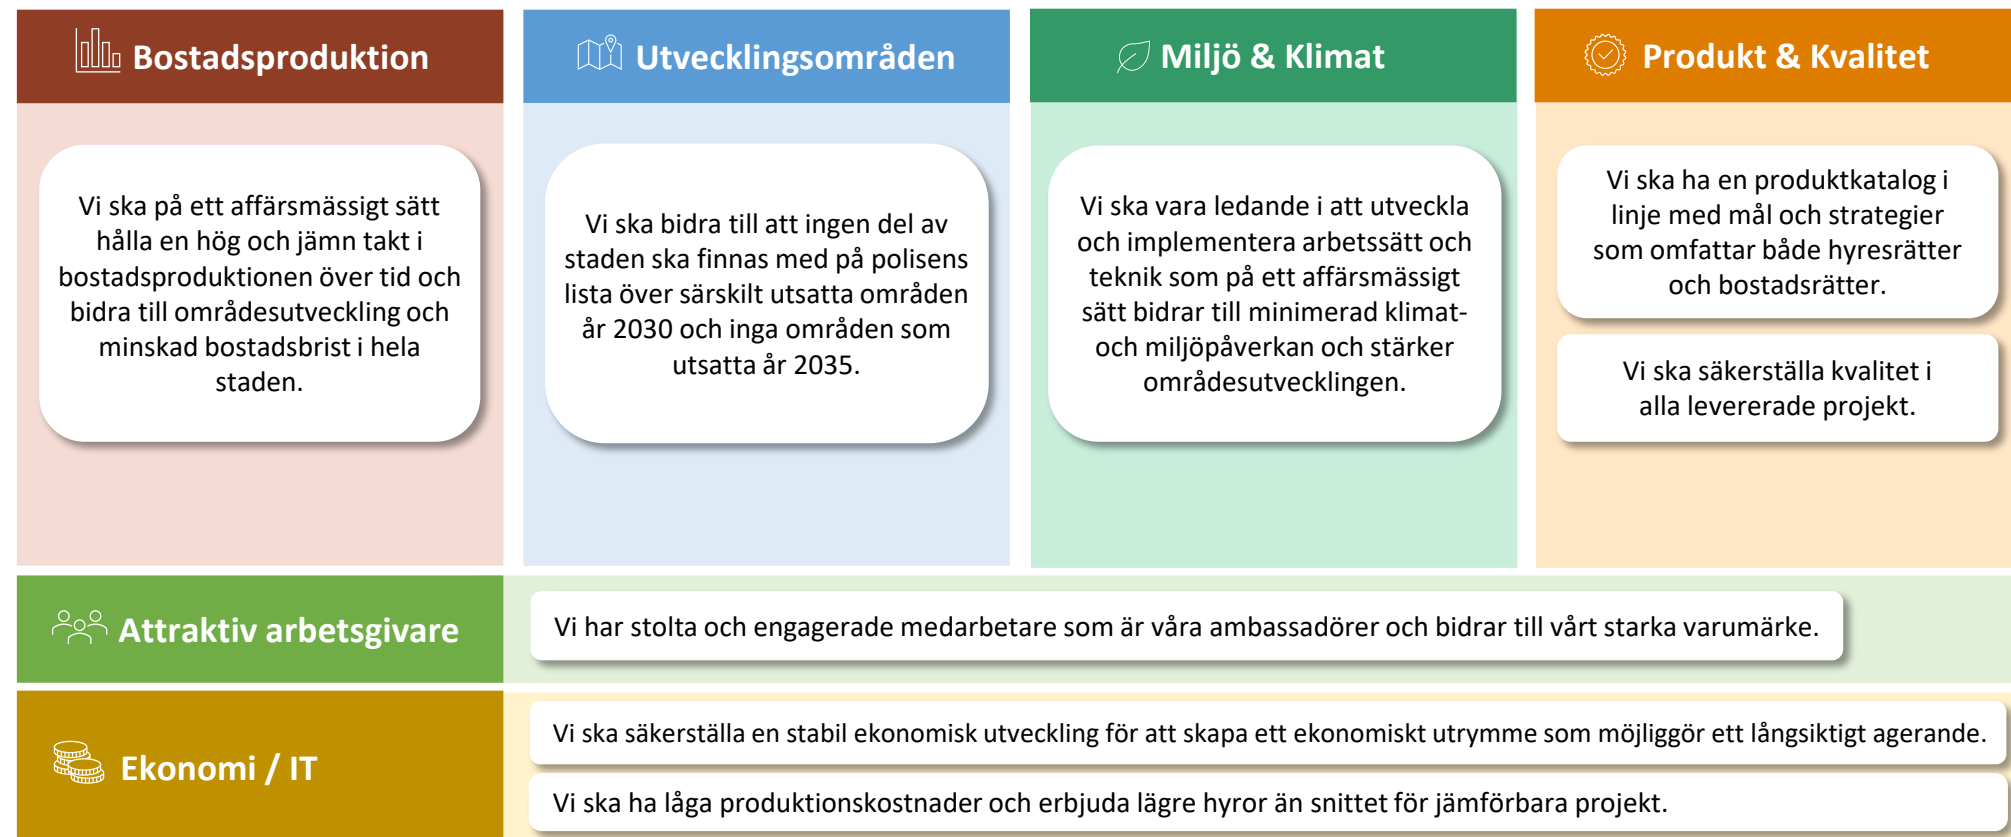 Bostadsproduktion
Vi ska på ett affärsmässigt sätt
hålla en hög och jämn takt i
bostadsproduktionen över tid och
bidra till områdesutveckling och
minskad bostadsbrist i hela
staden.
Utvecklingsområden
Vi ska bidra till att ingen del av
staden ska finnas med på polisens
lista över särskilt utsatta områden
år 2030 och inga områden som
utsatta år 2035.
Miljö & Klimat
Vi ska vara ledande i att utveckla
och implementera arbetssätt och
teknik som på ett affärsmässigt
sätt bidrar till minimerad klimat-
och miljöpåverkan och stärker
områdesutvecklingen.
Produkt & Kvalitet
Vi ska ha en produktkatalog i
linje med mål och strategier
som omfattar både hyresrätter
och bostadsrätter.
Vi ska säkerställa kvalitet i
alla levererade projekt.
Attraktiv arbetsgivare
Vi har stolta och engagerade medarbetare som är våra ambassadörer och bidrar till vårt starka varumärke.
Ekonomi / IT
Vi ska säkerställa en stabil ekonomisk utveckling för att skapa ett ekonomiskt utrymme som möjliggör ett långsiktigt agerande.
Vi ska ha låga produktionskostnader och erbjuda lägre hyror än snittet för jämförbara projekt.